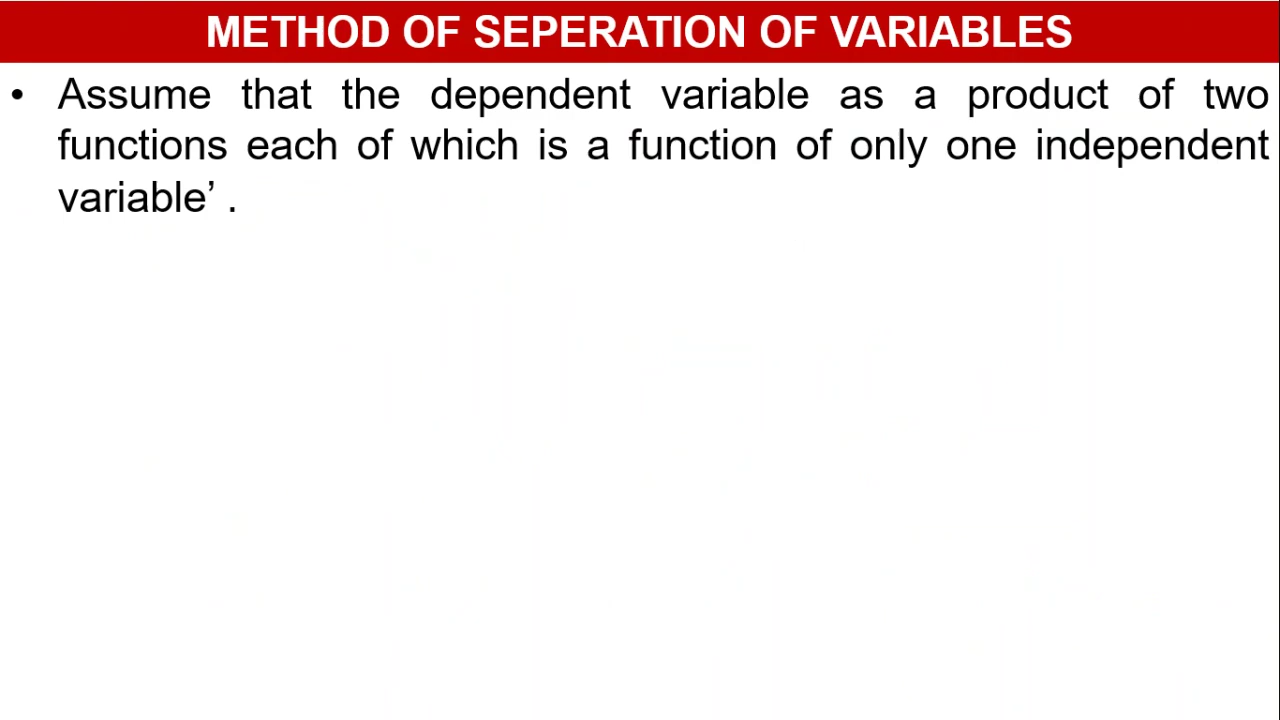 METHOD OF SEPERATION OF VARIABLES
• Assume that the dependent variable as a product of two
functions each of which is a function of only one independent
variable’ .